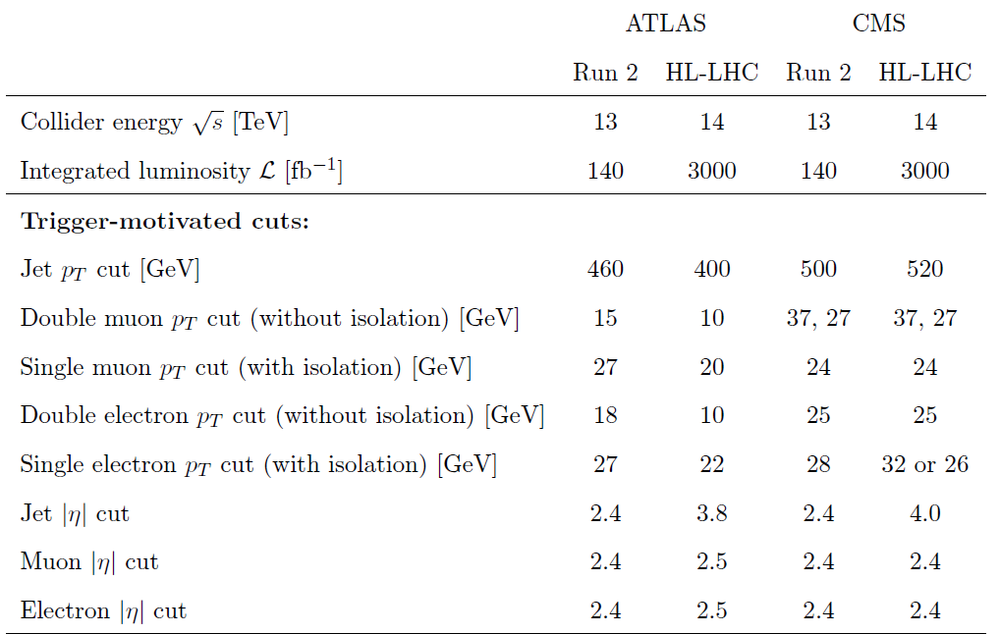 ATLAS CMS
Run 2 HL-LHC Run 2 HL-LHC
Collider energy √s [TeV] 13 14 13 14
Integrated luminosity ℒ [fb⁻¹] 140 3000 140 3000
Trigger-motivated cuts:
Jet p_T cut [GeV] 460 400 500 520
Double muon p_T cut (without isolation) [GeV] 15 10 37, 27 37, 27
Single muon p_T cut (with isolation) [GeV] 27 20 24 24
Double electron p_T cut (without isolation) [GeV] 18 10 25 25
Single electron p_T cut (with isolation) [GeV] 27 22 28 32 or 26
Jet |η| cut 2.4 3.8 2.4 4.0
Muon |η| cut 2.4 2.5 2.4 2.4
Electron |η| cut 2.4 2.5 2.4 2.4